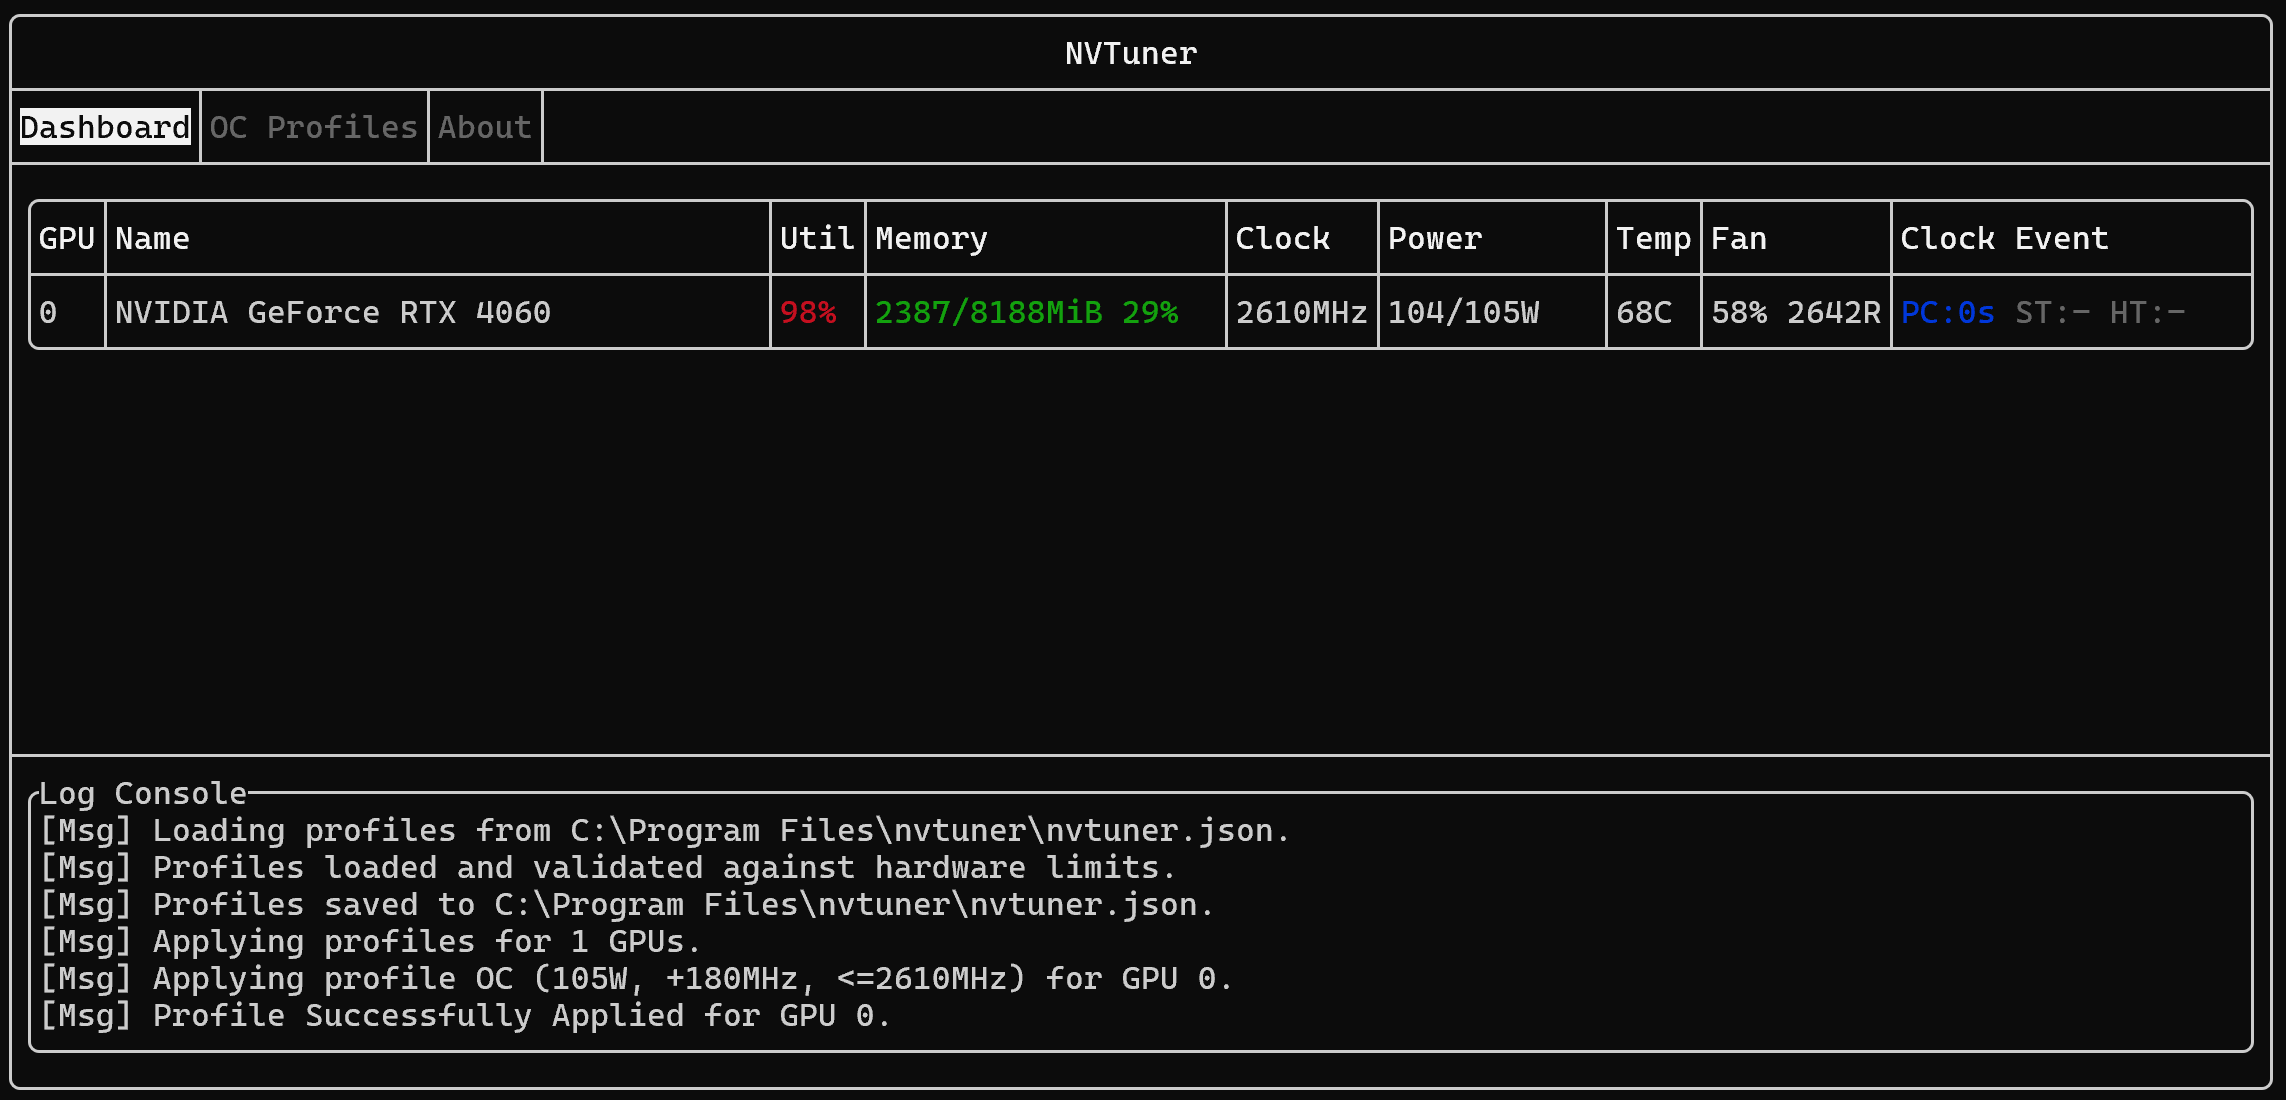 NVTuner
Dashboard OC Profiles About
GPU Name Util Memory Clock Power Temp Fan Clock Event
0 NVIDIA GeForce RTX 4060 98% 2387/8188MiB 29% 2610MHz 104/105W 68C 58% 2642R PC:0s ST:− HT:−
Log Console
[Msg] Loading profiles from C:\Program Files\nvtuner\nvtuner.json.
[Msg] Profiles loaded and validated against hardware limits.
[Msg] Profiles saved to C:\Program Files\nvtuner\nvtuner.json.
[Msg] Applying profiles for 1 GPUs.
[Msg] Applying profile OC (105W, +180MHz, <=2610MHz) for GPU 0.
[Msg] Profile Successfully Applied for GPU 0.